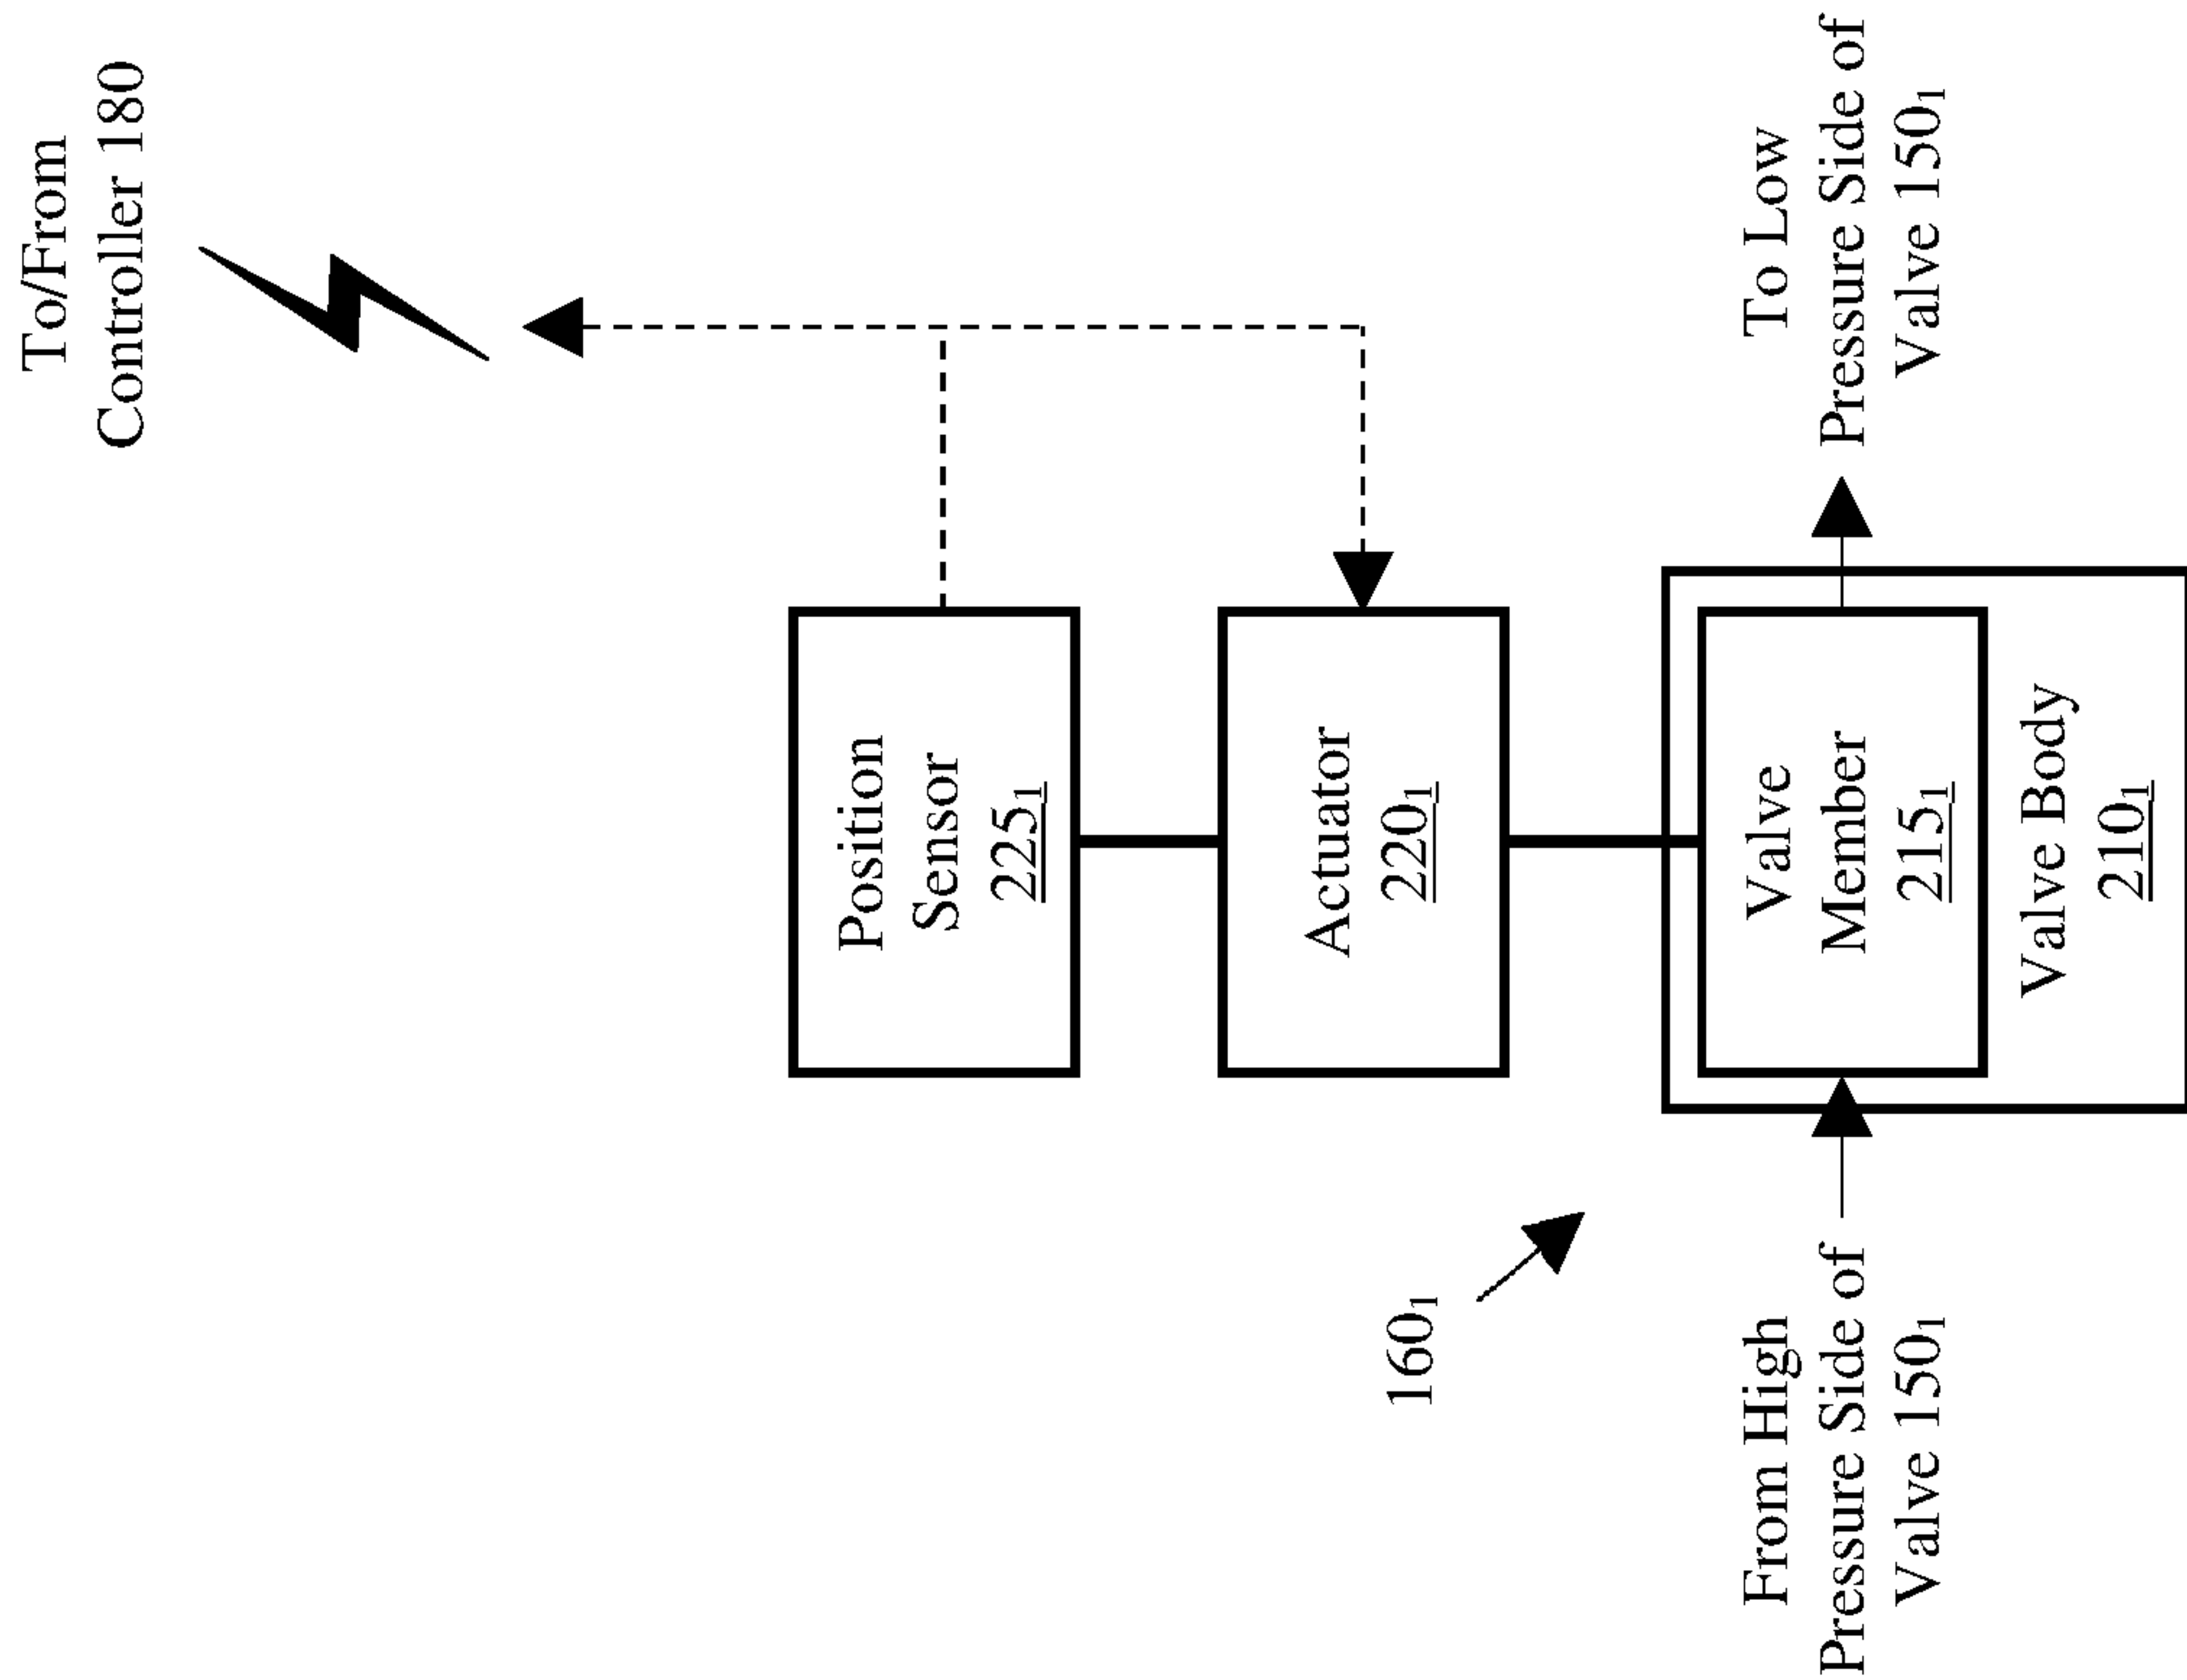 To/From
Controller 180
Position
Sensor
225₁
Actuator
220₁
160₁
From High
Pressure Side of
Valve 150₁
Valve
Member
215₁
Valve Body
210₁
To Low
Pressure Side of
Valve 150₁